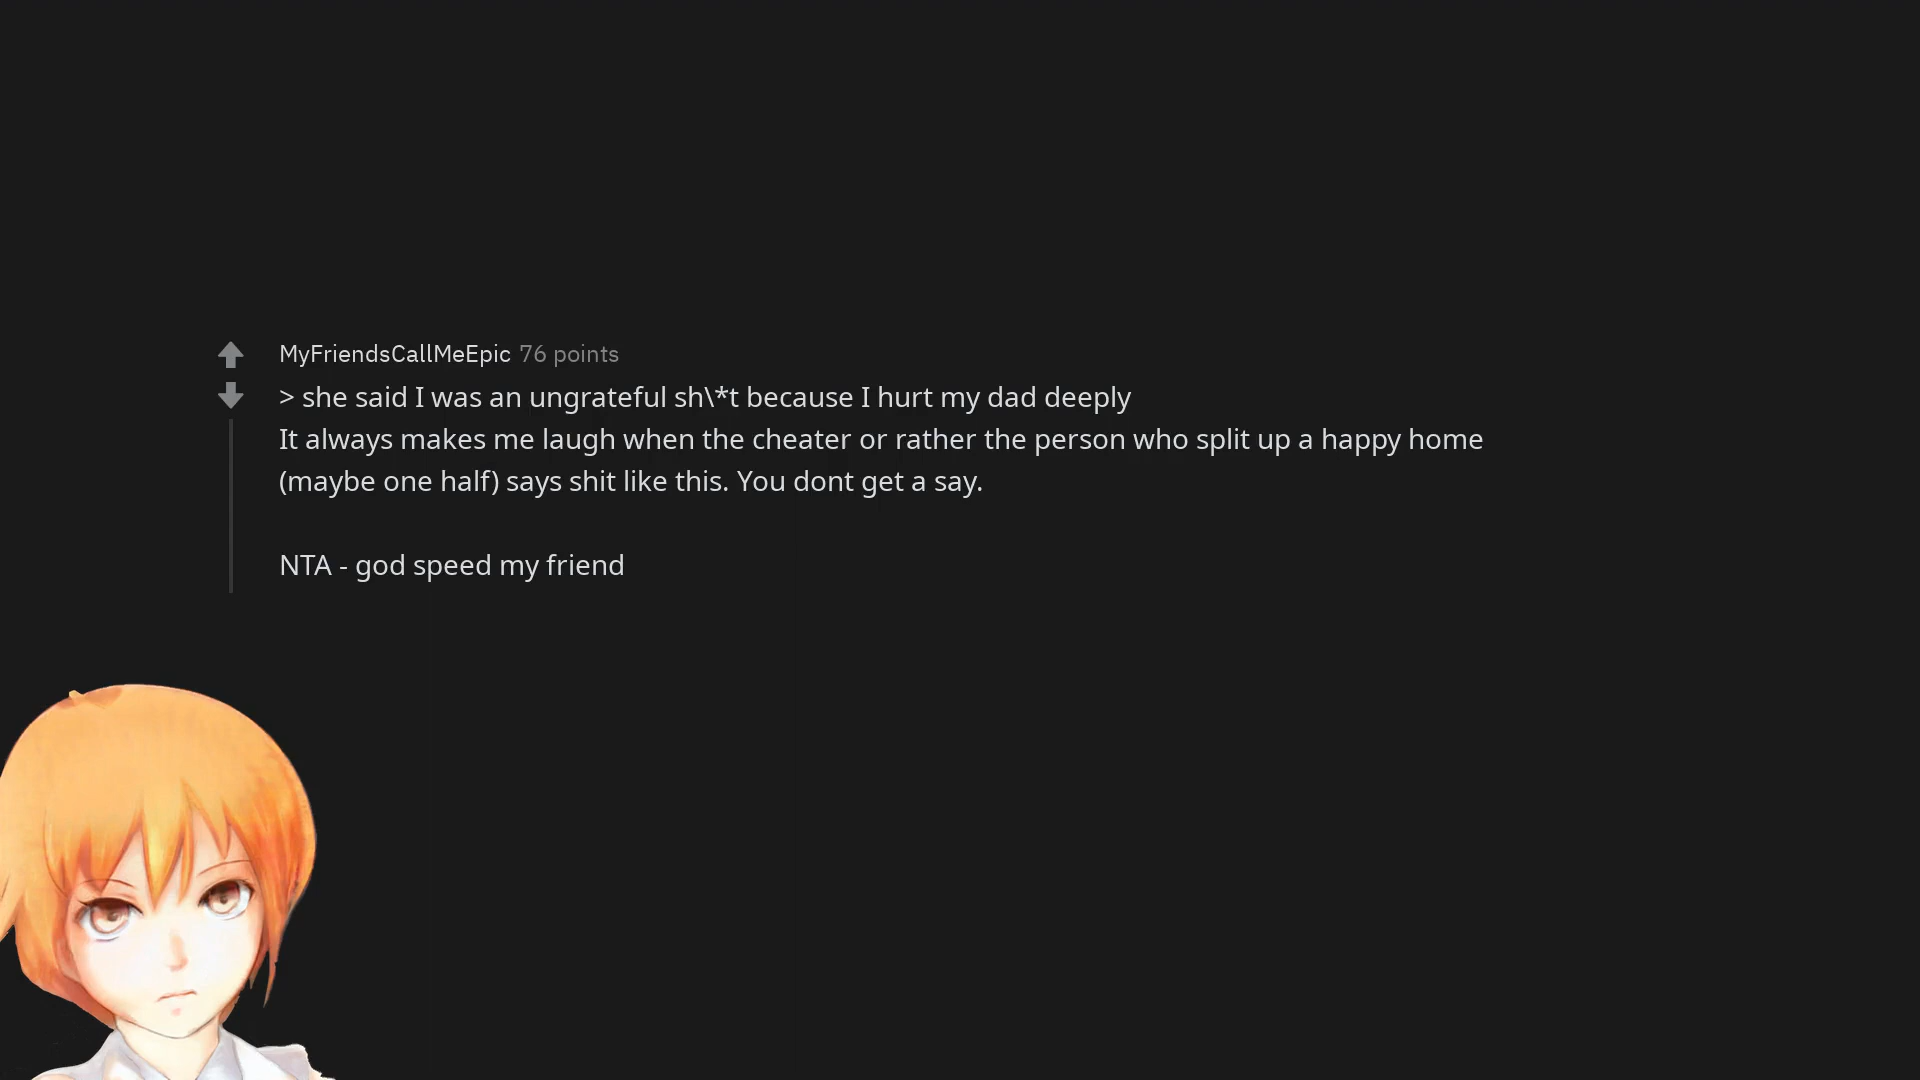 MyFriendsCallMeEpic 76 points
> she said I was an ungrateful sh\*t because I hurt my dad deeply
It always makes me laugh when the cheater or rather the person who split up a happy home
(maybe one half) says shit like this. You dont get a say.
NTA - god speed my friend